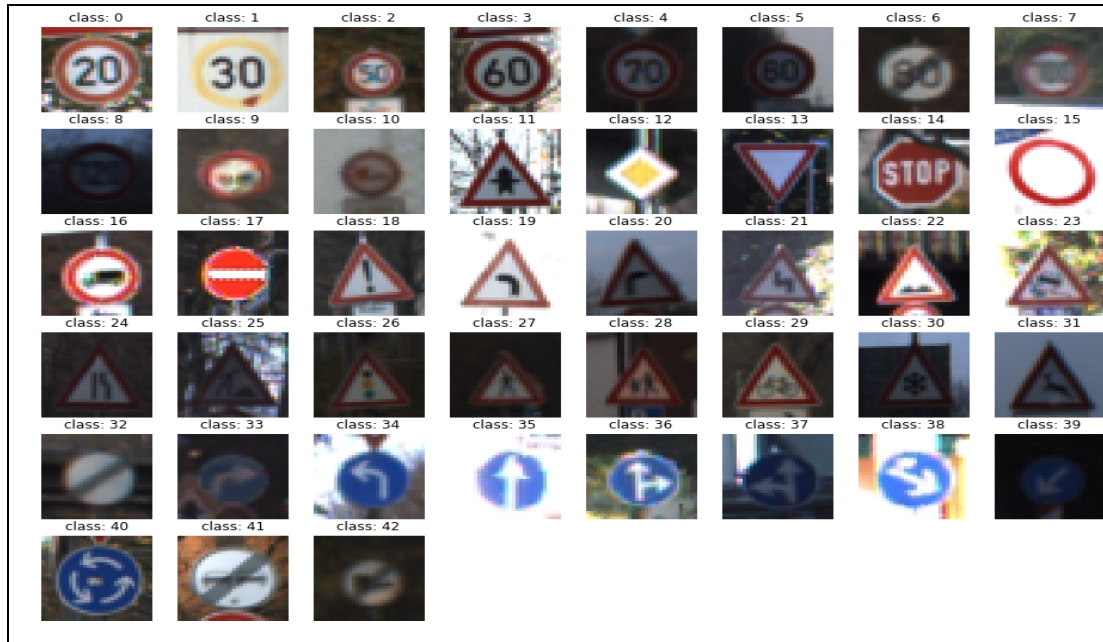 class: 0 class: 1 class: 2 class: 3 class: 4 class: 5 class: 6 class: 7
20 30 50 60 70 80 80
class: 8 class: 9 class: 10 class: 11 class: 12 class: 13 class: 14 class: 15
STOP
class: 16 class: 17 class: 18 class: 19 class: 20 class: 21 class: 22 class: 23
!
class: 24 class: 25 class: 26 class: 27 class: 28 class: 29 class: 30 class: 31
class: 32 class: 33 class: 34 class: 35 class: 36 class: 37 class: 38 class: 39
class: 40 class: 41 class: 42